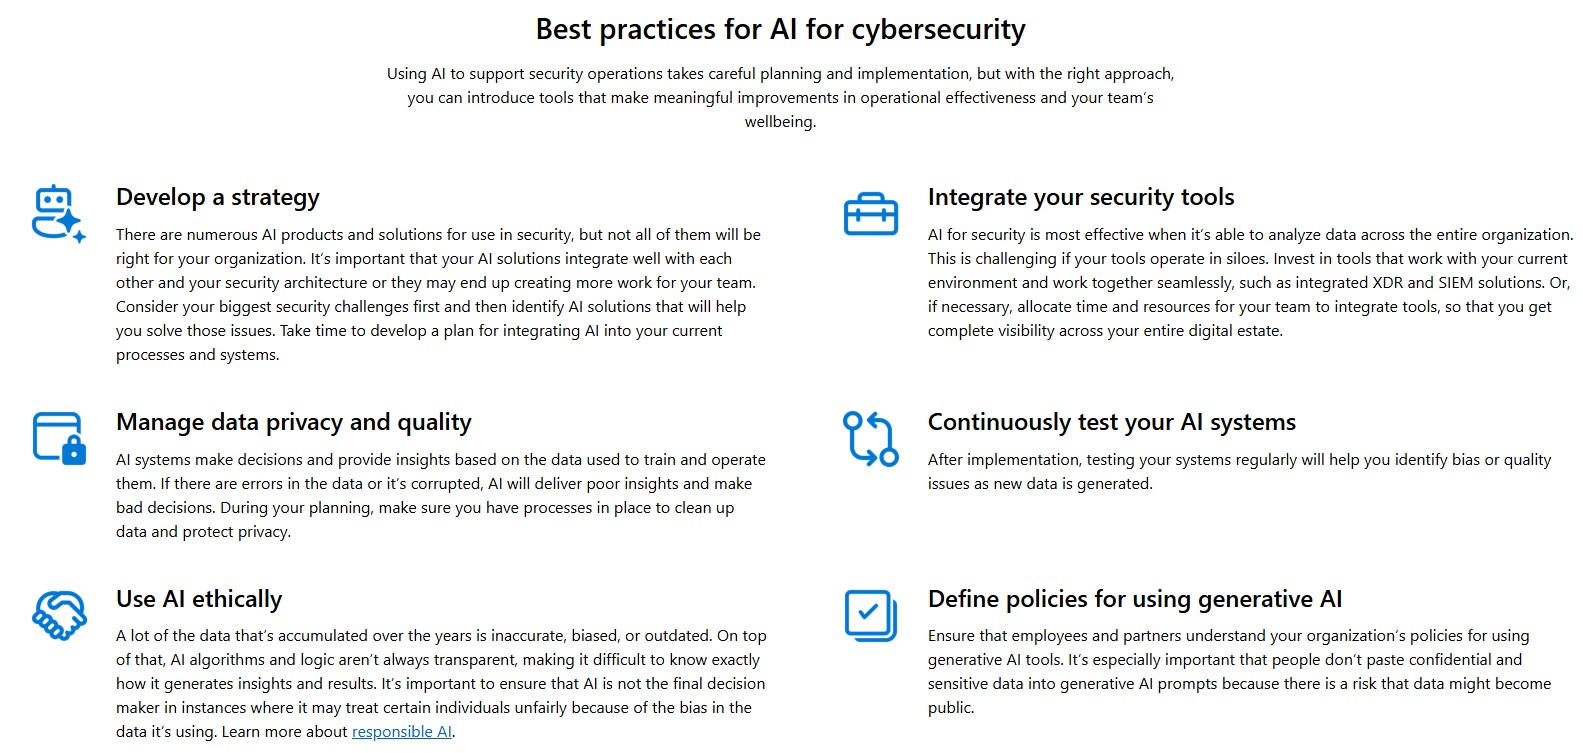 Best practices for AI for cybersecurity
Using AI to support security operations takes careful planning and implementation, but with the right approach,
you can introduce tools that make meaningful improvements in operational effectiveness and your team's
wellbeing.
Develop a strategy
There are numerous AI products and solutions for use in security, but not all of them will be
right for your organization. It's important that your AI solutions integrate well with each
other and your security architecture or they may end up creating more work for your team.
Consider your biggest security challenges first and then identify AI solutions that will help
you solve those issues. Take time to develop a plan for integrating AI into your current
processes and systems.
Integrate your security tools
AI for security is most effective when it's able to analyze data across the entire organization.
This is challenging if your tools operate in siloes. Invest in tools that work with your current
environment and work together seamlessly, such as integrated XDR and SIEM solutions. Or,
if necessary, allocate time and resources for your team to integrate tools, so that you get
complete visibility across your entire digital estate.
Manage data privacy and quality
AI systems make decisions and provide insights based on the data used to train and operate
them. If there are errors in the data or it's corrupted, AI will deliver poor insights and make
bad decisions. During your planning, make sure you have processes in place to clean up
data and protect privacy.
Continuously test your AI systems
After implementation, testing your systems regularly will help you identify bias or quality
issues as new data is generated.
Use AI ethically
A lot of the data that's accumulated over the years is inaccurate, biased, or outdated. On top
of that, AI algorithms and logic aren't always transparent, making it difficult to know exactly
how it generates insights and results. It's important to ensure that AI is not the final decision
maker in instances where it may treat certain individuals unfairly because of the bias in the
data it's using. Learn more about responsible AI.
Define policies for using generative AI
Ensure that employees and partners understand your organization's policies for using
generative AI tools. It's especially important that people don't paste confidential and
sensitive data into generative AI prompts because there is a risk that data might become
public.